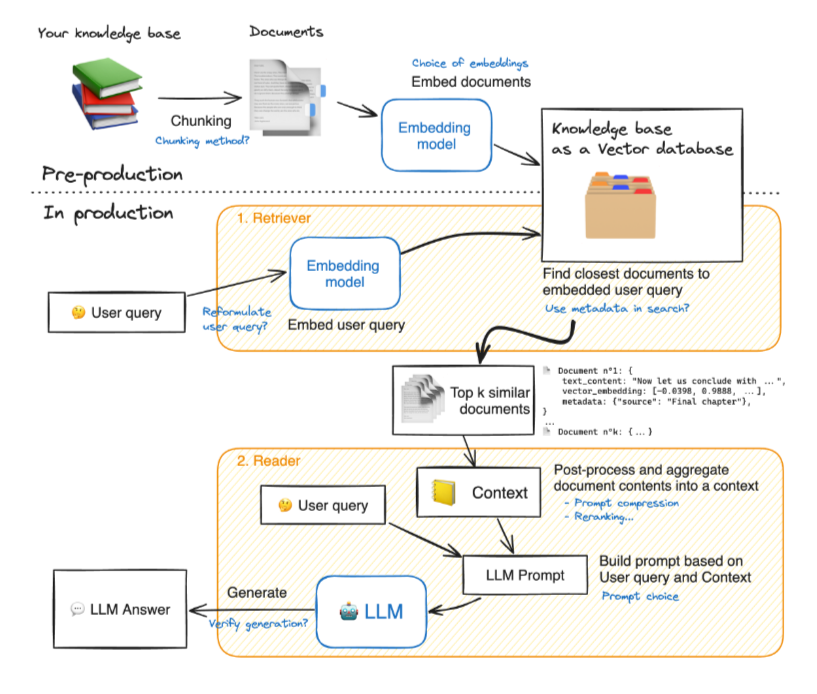 Your knowledge base
Documents
Chunking
Chunking method?
Choice of embeddings
Embed documents
Embedding
model
Knowledge base
as a Vector database
Pre-production
In production
1. Retriever
Embedding
model
🤔 User query
Reformulate
user query?
Embed user query
Find closest documents to
embedded user query
Use metadata in search?
Top k similar
documents
Document n°1: {
text_content: "Now let us conclude with ...",
vector_embedding: [-0.0398, 0.9888, ...],
metadata: {"source": "Final chapter"},
}
...
Document n°k: {...}
2. Reader
🤔 User query
Context
Post-process and aggregate
document contents into a context
- Prompt compression
- Reranking...
LLM Prompt
Build prompt based on
User query and Context
Prompt choice
🤖 LLM
Generate
Verify generation?
💬 LLM Answer